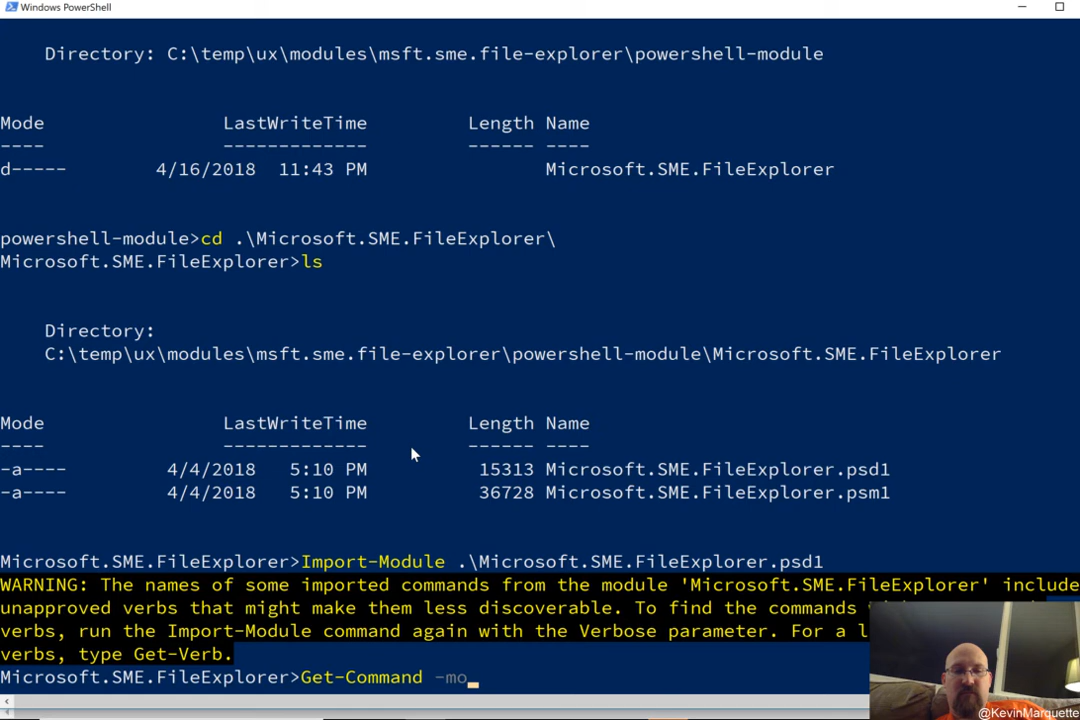 Windows PowerShell
Directory: C:\temp\ux\modules\msft.sme.file-explorer\powershell-module
Mode LastWriteTime Length Name
---- ------------- ------ ----
d----- 4/16/2018 11:43 PM Microsoft.SME.FileExplorer
powershell-module>cd .\Microsoft.SME.FileExplorer\
Microsoft.SME.FileExplorer>ls
Directory:
C:\temp\ux\modules\msft.sme.file-explorer\powershell-module\Microsoft.SME.FileExplorer
Mode LastWriteTime Length Name
---- ------------- ------ ----
-a---- 4/4/2018 5:10 PM 15313 Microsoft.SME.FileExplorer.psd1
-a---- 4/4/2018 5:10 PM 36728 Microsoft.SME.FileExplorer.psm1
Microsoft.SME.FileExplorer>Import-Module .\Microsoft.SME.FileExplorer.psd1
WARNING: The names of some imported commands from the module 'Microsoft.SME.FileExplorer' include
unapproved verbs that might make them less discoverable. To find the commands
verbs, run the Import-Module command again with the Verbose parameter. For a l
verbs, type Get-Verb.
Microsoft.SME.FileExplorer>Get-Command -mo_
@KevinMarquette